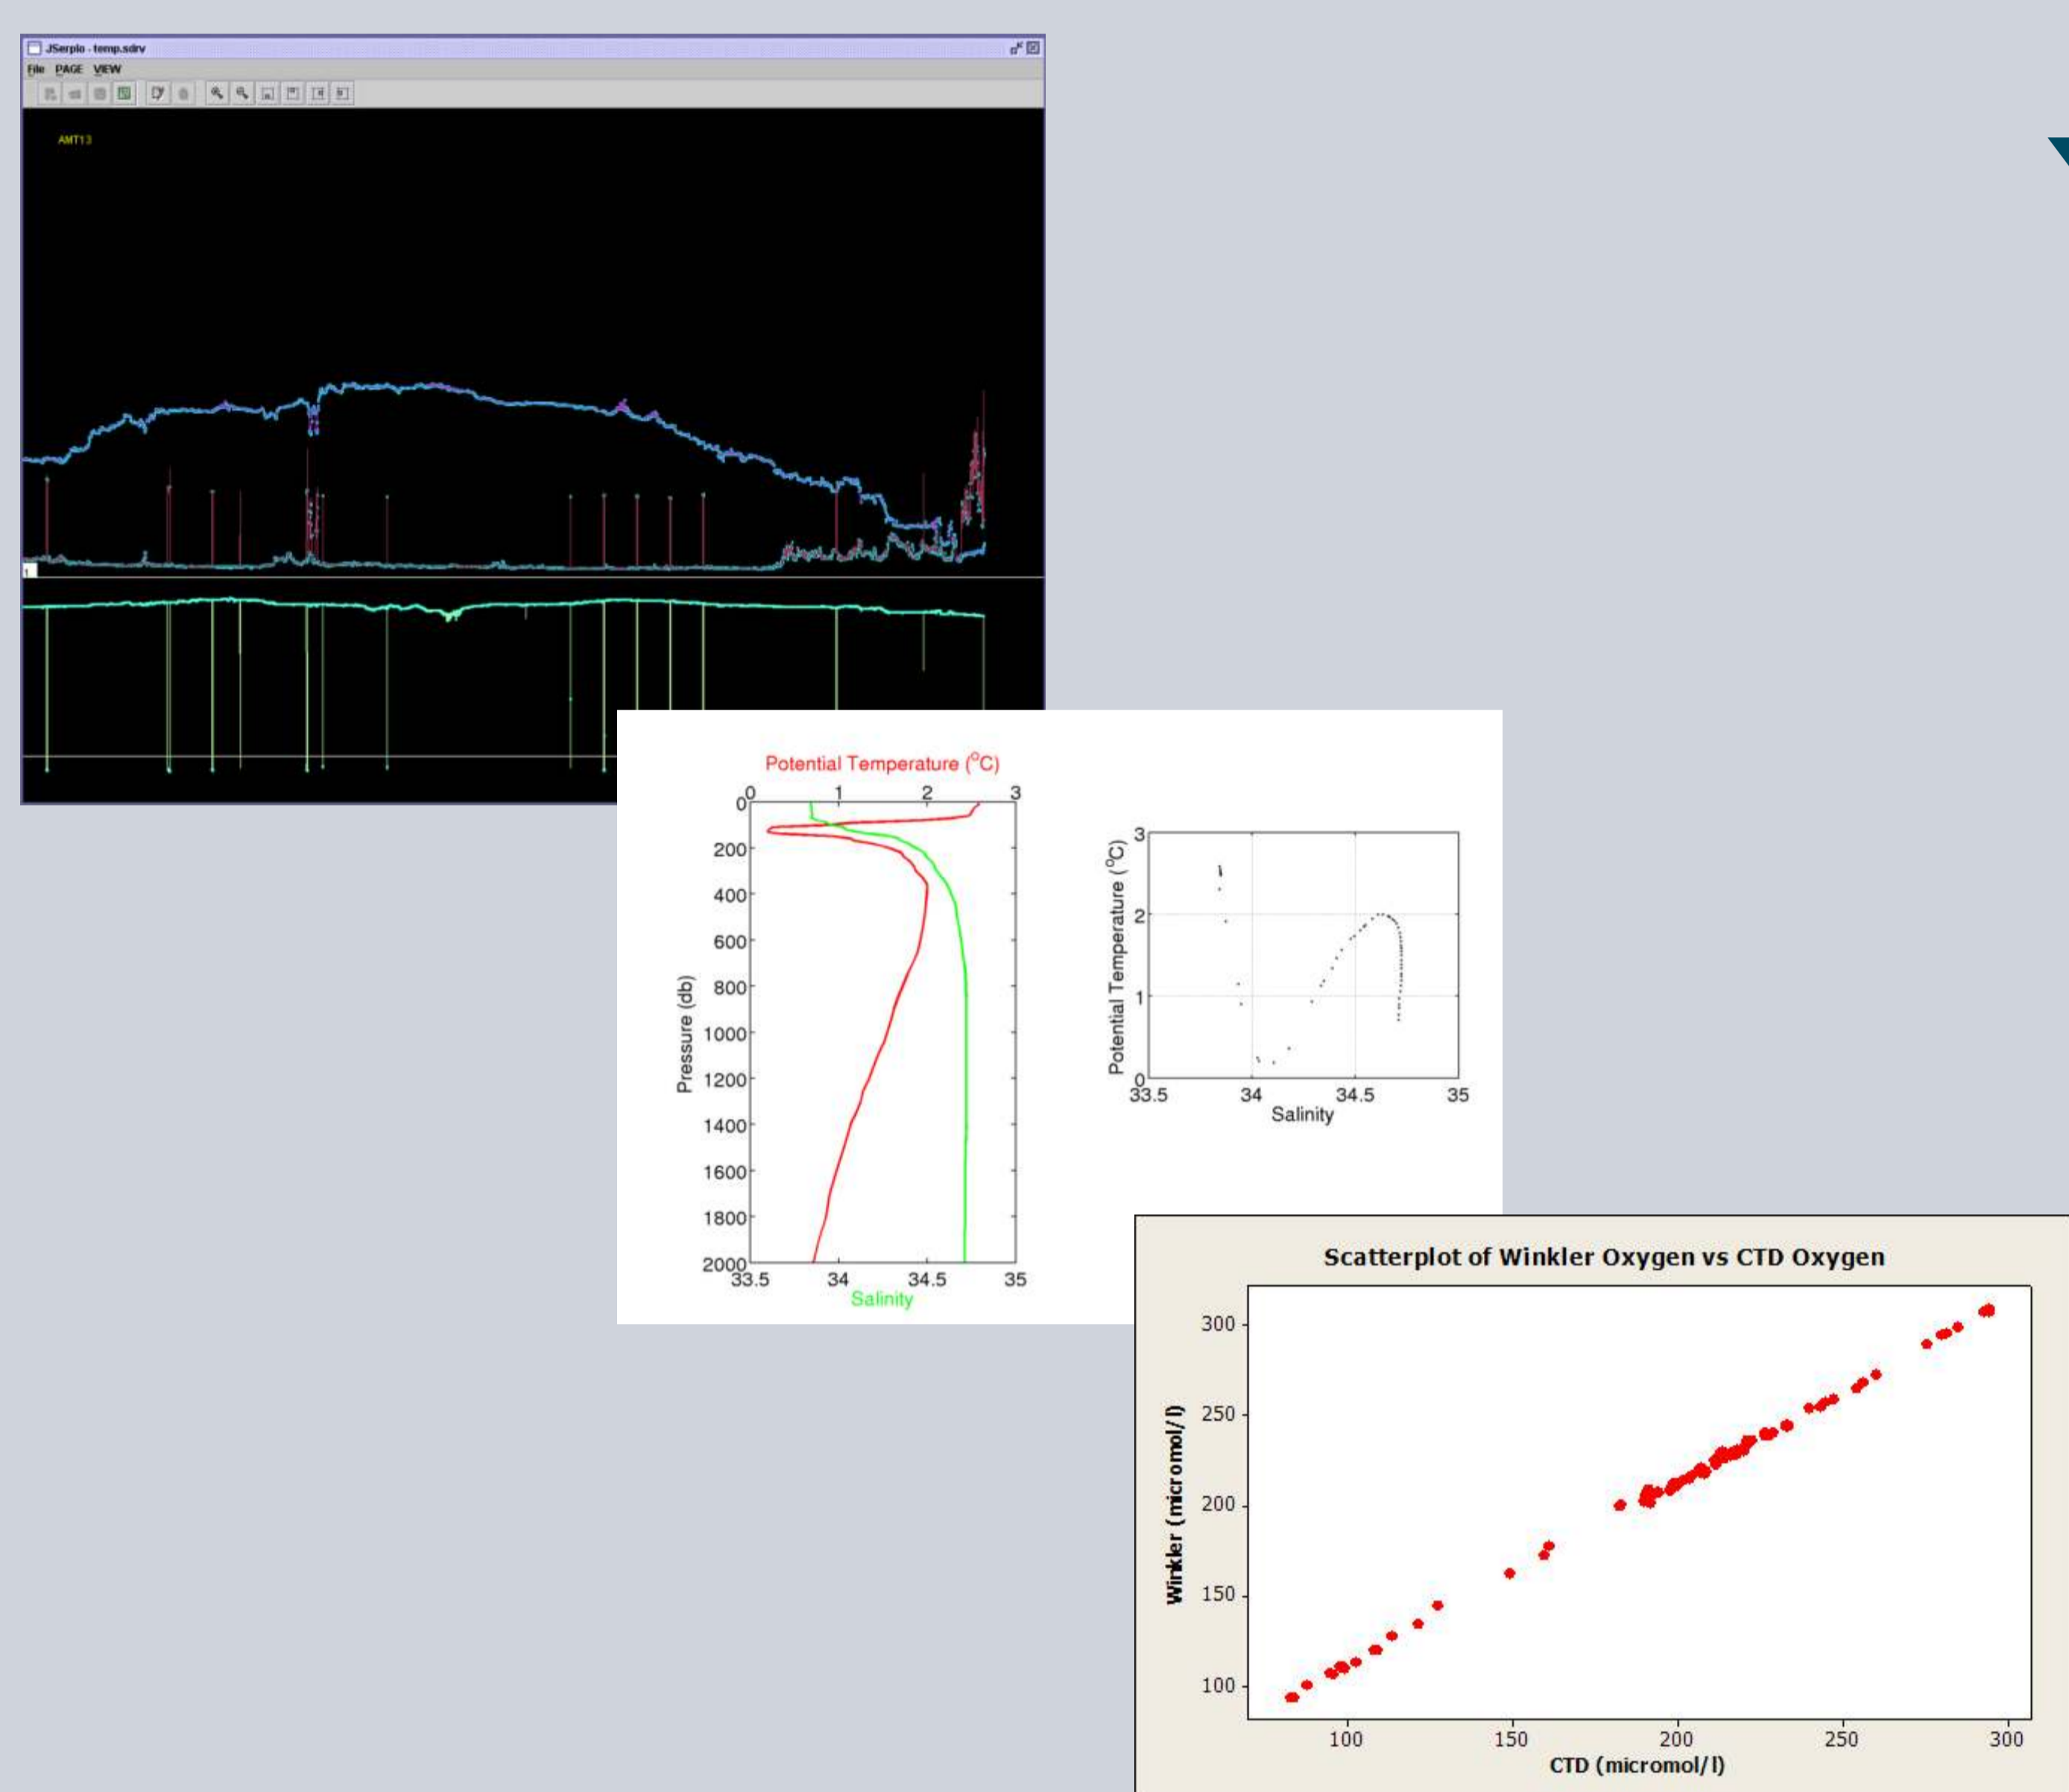 JSerplo - temp.sdrv
File PAGE VIEW
AMT13
1
Potential Temperature (°C)
0 1 2 3
0
200
400
600
800
1000
1200
1400
1600
1800
2000
Pressure (db)
33.5 34 34.5 35
Salinity
3
2
1
0
Potential Temperature (°C)
33.5 34 34.5 35
Salinity
Scatterplot of Winkler Oxygen vs CTD Oxygen
300
250
200
150
100
Winkler (micromol/l)
100 150 200 250 300
CTD (micromol/l)